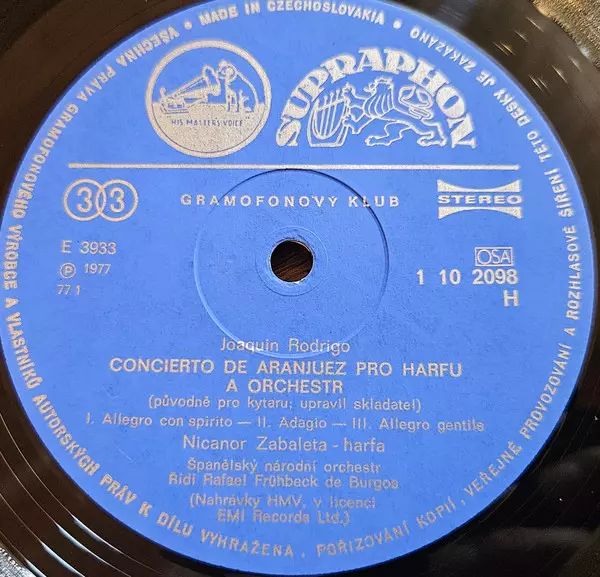 MADE IN CZECHOSLOVAKIA •
VŠECHNA PRÁVA GRAMOFONOVÉHO VÝROBCE A VLASTNÍKŮ AUTORSKÝCH PRÁV K DÍLU VYHRAŽENA. POŘIZOVÁNÍ KOPIÍ, VEŘEJNÉ PROVOZOVÁNÍ A ROZHLASOVÉ ŠÍŘENÍ TÉTO DESKY JE ZAKÁZÁNO
HIS MASTERS VOICE
SUPRAPHON
33
GRAMOFONOVÝ KLUB
STEREO
E 3933
℗ 1977
77 1
OSA
1 10 2098
H
Joaquín Rodrigo
CONCIERTO DE ARANJUEZ PRO HARFU
A ORCHESTR
(původně pro kytaru; upravil skladatel)
I. Allegro con spirito — II. Adagio — III. Allegro gentile
Nicanor Zabaleta - harfa
Španělský národní orchestr
Řídí Rafael Frühbeck de Burgos
(Nahrávky HMV, v licenci
EMI Records Ltd.)